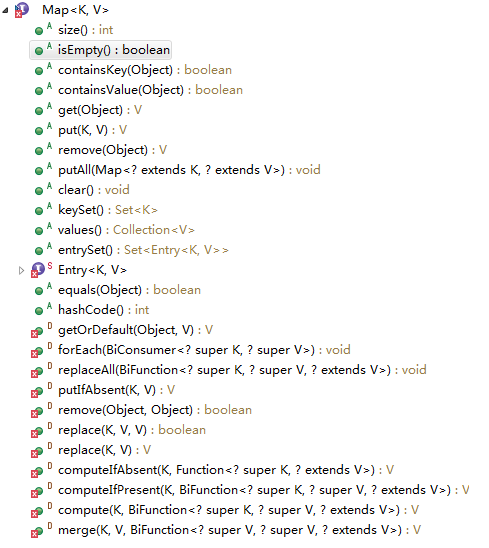 Map<K, V>
size() : int
A isEmpty() : boolean
A containsKey(Object) : boolean
A containsValue(Object) : boolean
A get(Object) : V
A put(K, V) : V
A remove(Object) : V
A putAll(Map<? extends K, ? extends V>) : void
A clear() : void
A keySet() : Set<K>
A values() : Collection<V>
A entrySet() : Set<Entry<K, V>>
S Entry<K, V>
A equals(Object) : boolean
A hashCode() : int
D getOrDefault(Object, V) : V
D forEach(BiConsumer<? super K, ? super V>) : void
D replaceAll(BiFunction<? super K, ? super V, ? extends V>) : void
D putIfAbsent(K, V) : V
D remove(Object, Object) : boolean
D replace(K, V, V) : boolean
D replace(K, V) : V
D computeIfAbsent(K, Function<? super K, ? extends V>) : V
D computeIfPresent(K, BiFunction<? super K, ? super V, ? extends V>) : V
D compute(K, BiFunction<? super K, ? super V, ? extends V>) : V
D merge(K, V, BiFunction<? super V, ? super V, ? extends V>) : V